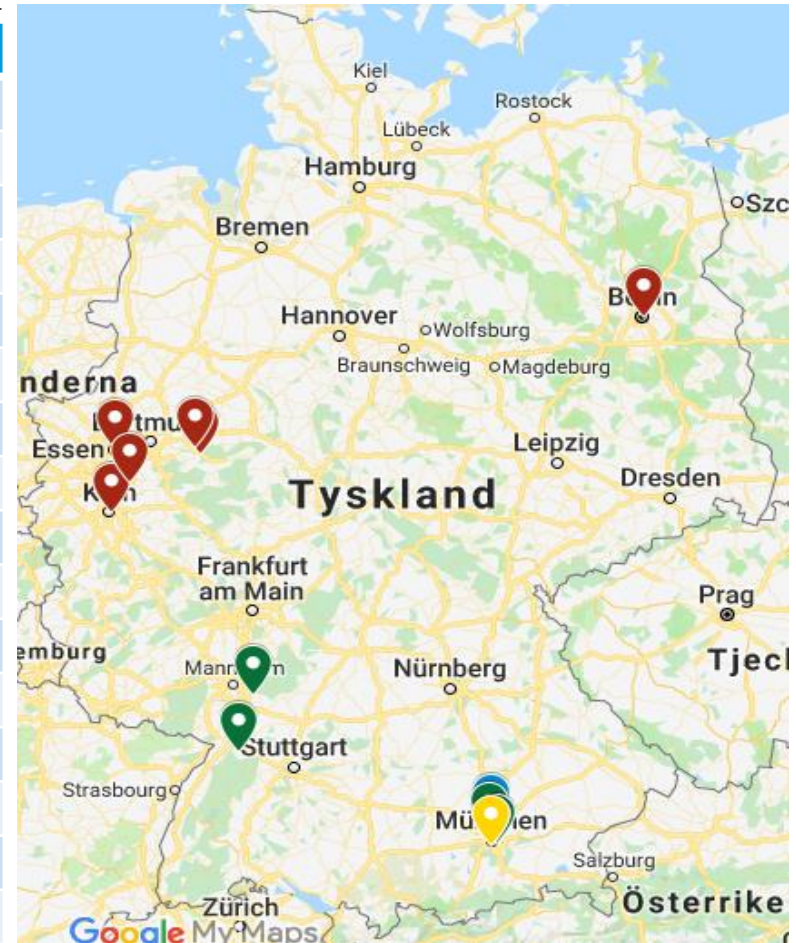 Kiel
Rostock
Lübeck
Hamburg
Szc
Bremen
Hannover
Wolfsburg
Braunschweig
Magdeburg
nderna
Essen
Leipzig
Dresden
Tyskland
Frankfurt
am Main
Prag
emburg
Nürnberg
Tjecl
Stuttgart
Strasbourg
Salzburg
Österrike
Zürich
Google My Maps